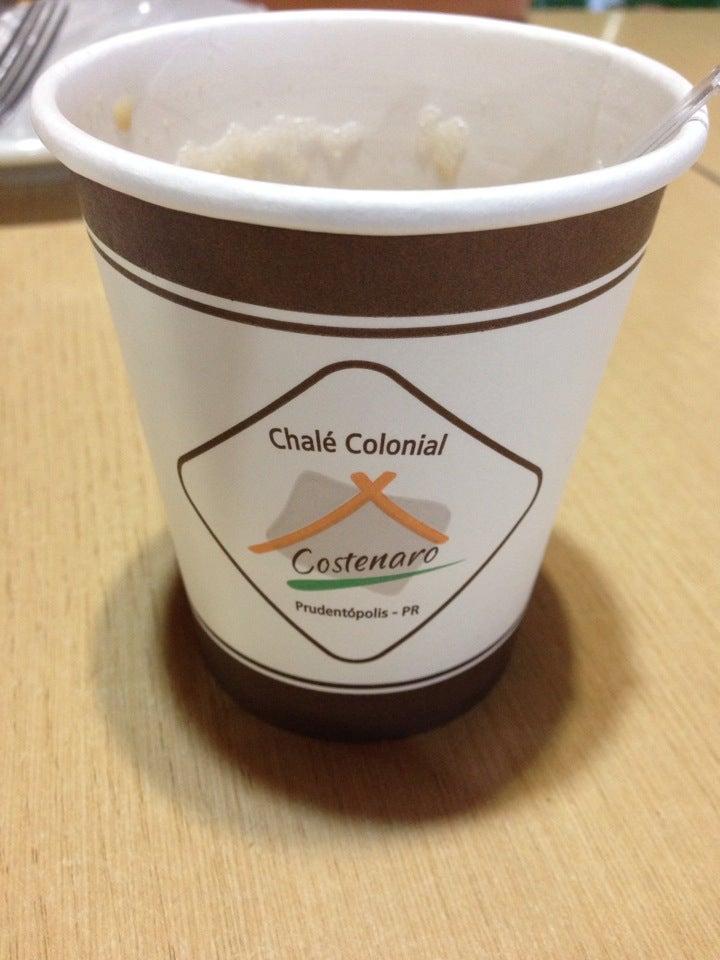 Chalé Colonial
Costenaro
Prudentópolis - PR